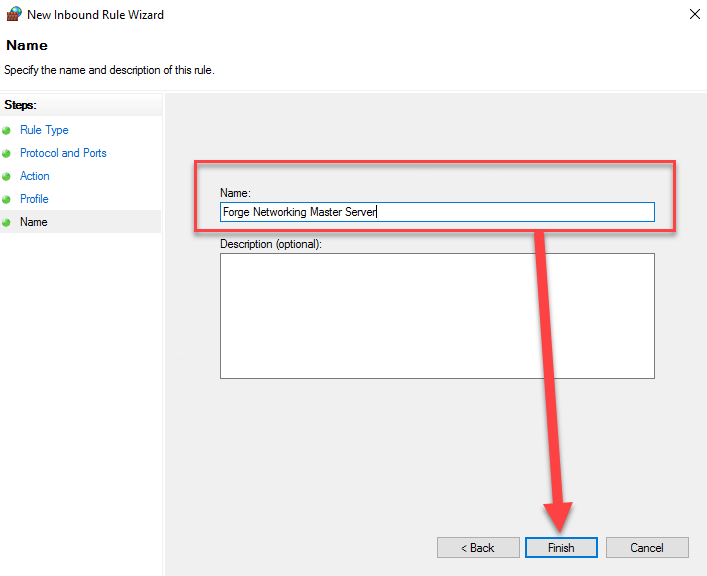 New Inbound Rule Wizard
Name
Specify the name and description of this rule.
Steps:
Rule Type
Protocol and Ports
Action
Profile
Name
Name:
Forge Networking Master Server
Description (optional):
< Back
Finish
Cancel